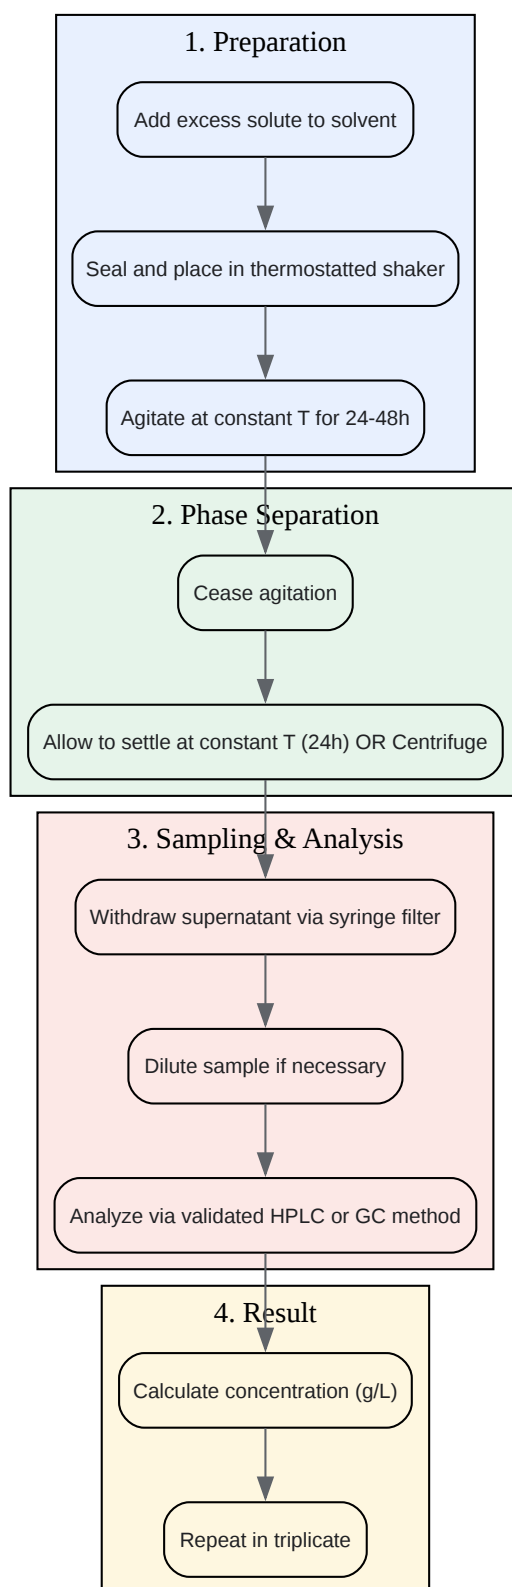 1. Preparation
Add excess solute to solvent
Seal and place in thermostatted shaker
Agitate at constant T for 24-48h
2. Phase Separation
Cease agitation
Allow to settle at constant T (24h) OR Centrifuge
3. Sampling & Analysis
Withdraw supernatant via syringe filter
Dilute sample if necessary
Analyze via validated HPLC or GC method
4. Result
Calculate concentration (g/L)
Repeat in triplicate